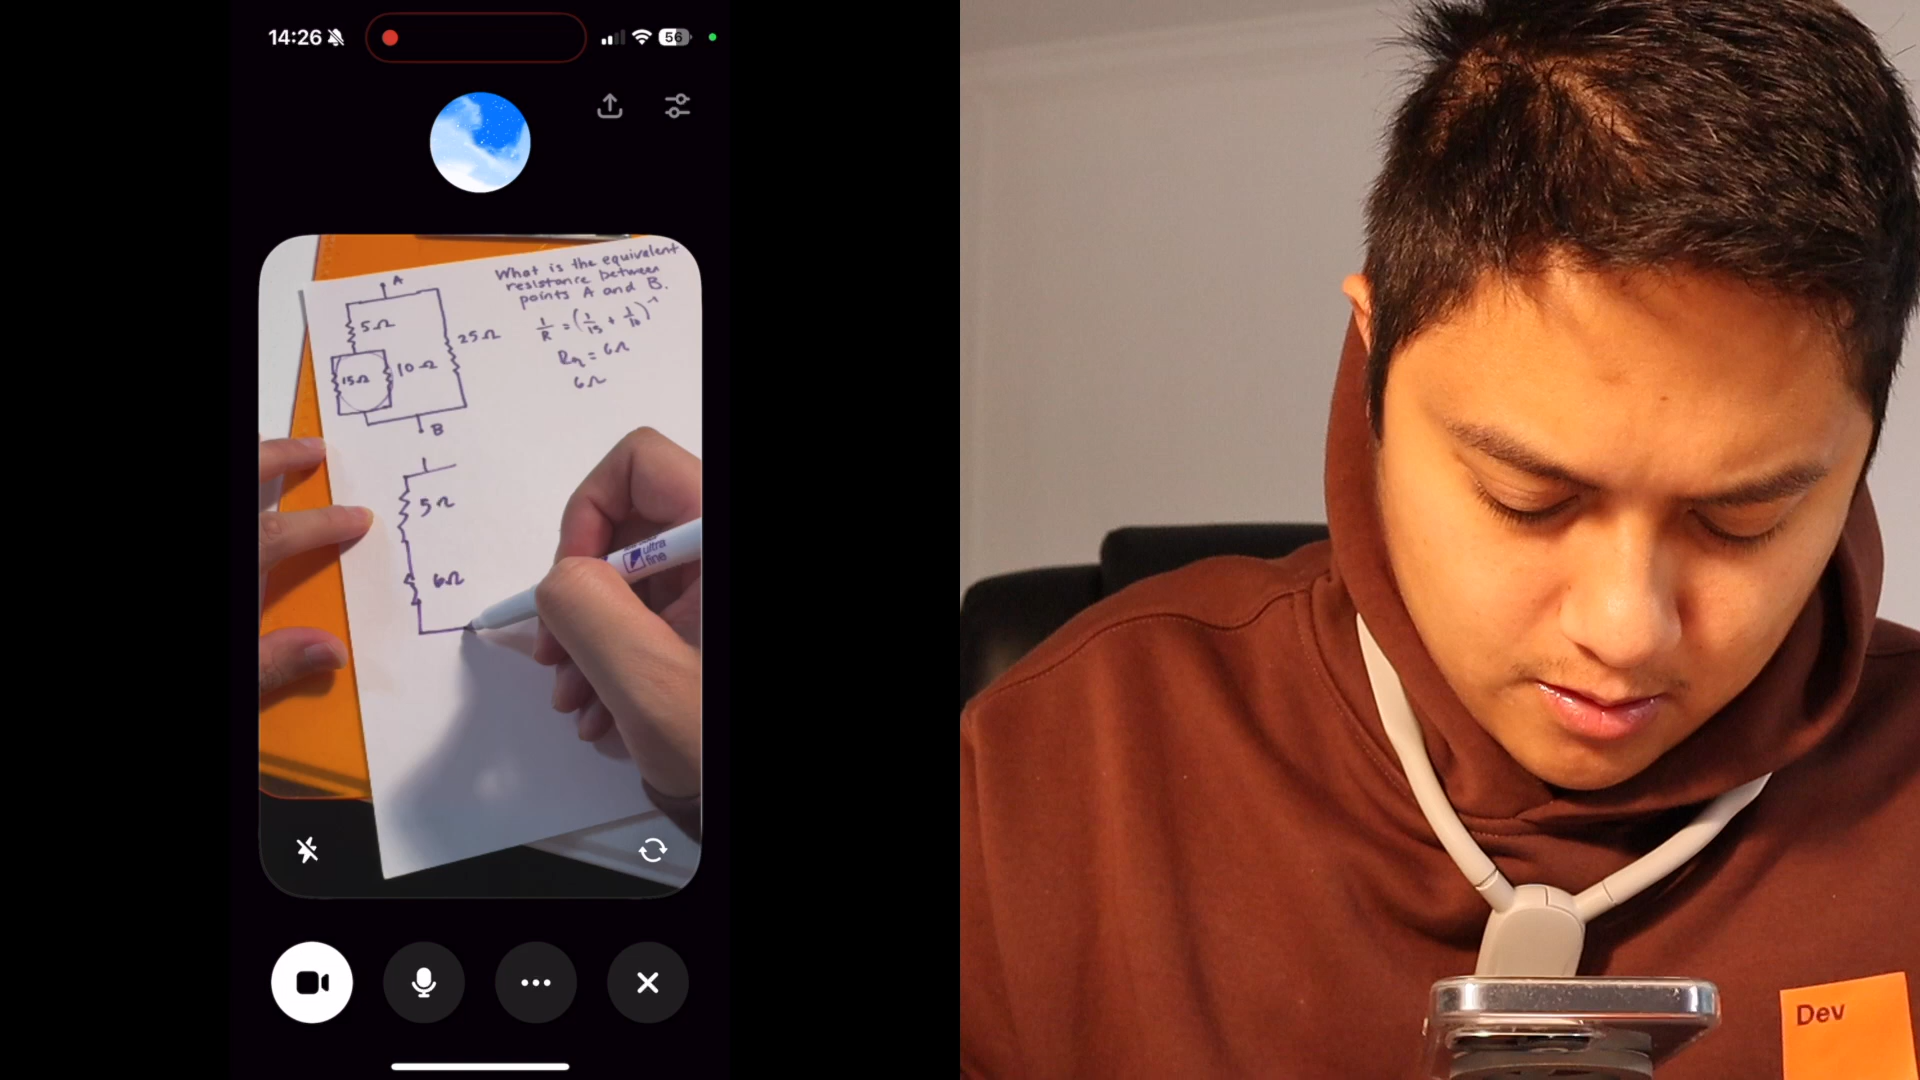 14:26
56
What is the equivalent
resistance between
points A and B.
A
5Ω
25Ω
15Ω
10Ω
B
1/R = (1/15 + 1/10)⁻¹
= 6Ω
6Ω
5Ω
6Ω
ultra
fine
Dev